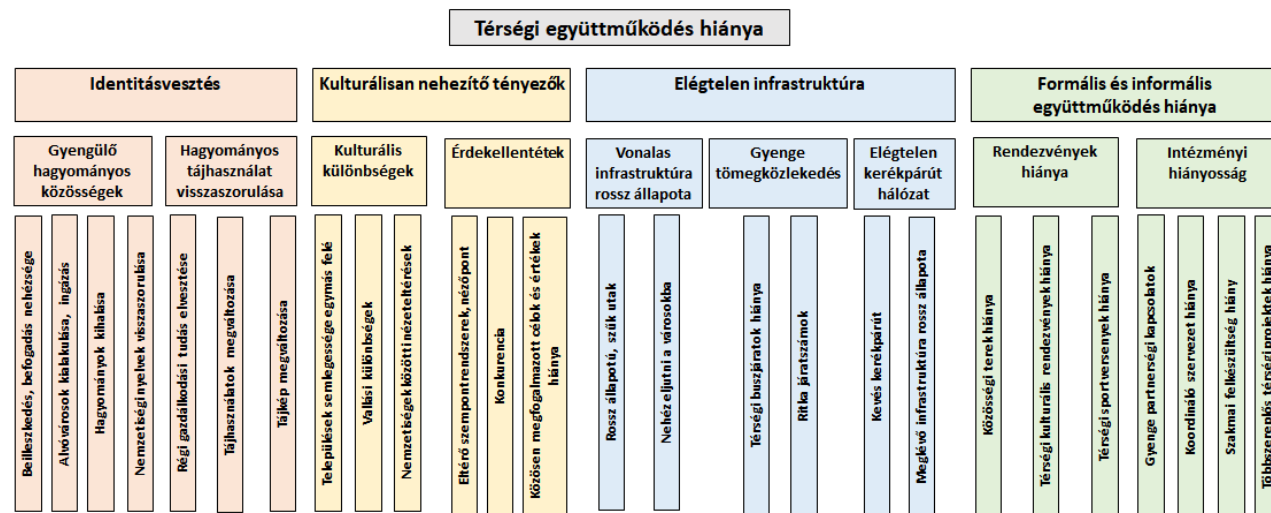 Térségi együttműködés hiánya
Identitásvesztés
Kulturálisan nehezítő tényezők
Elégtelen infrastruktúra
Formális és informális
együttműködés hiánya
Gyengülő
hagyományos
közösségek
Hagyományos
tájhasználat
visszaszorulása
Kulturális
különbségek
Érdekellentétek
Vonalas
infrastruktúra
rossz állapota
Gyenge
tömegközlekedés
Elégtelen
kerékpárút
hálózat
Rendezvények
hiánya
Intézményi
hiányosság
Beilleszkedés, befogadás nehézsége
Alvóvárosok kialakulása, ingázás
Hagyományok kihalása
Nemzetiségi nyelvek visszaszorulása
Régi gazdálkodási tudás elvesztése
Tájhasználatok megváltozása
Tájkép megváltozása
Települések semlegessége egymás felé
Vallási különbségek
Nemzetiségek közötti nézeteltérések
Eltérő szempontrendszerek, nézőpont
Konkurencia
Közösen megfogalmazott célok és értékek
hiánya
Rossz állapotú, szűk utak
Nehéz eljutni a városokba
Térségi buszjáratok hiánya
Ritka járatszámok
Kevés kerékpárút
Meglévő infrastruktúra rossz állapota
Közösségi terek hiánya
Térségi kulturális rendezvények hiánya
Térségi sportversenyek hiánya
Gyenge partnerségi kapcsolatok
Koordináló szervezet hiánya
Szakmai felkészültség hiány
Többszereplős térségi projektek hiánya